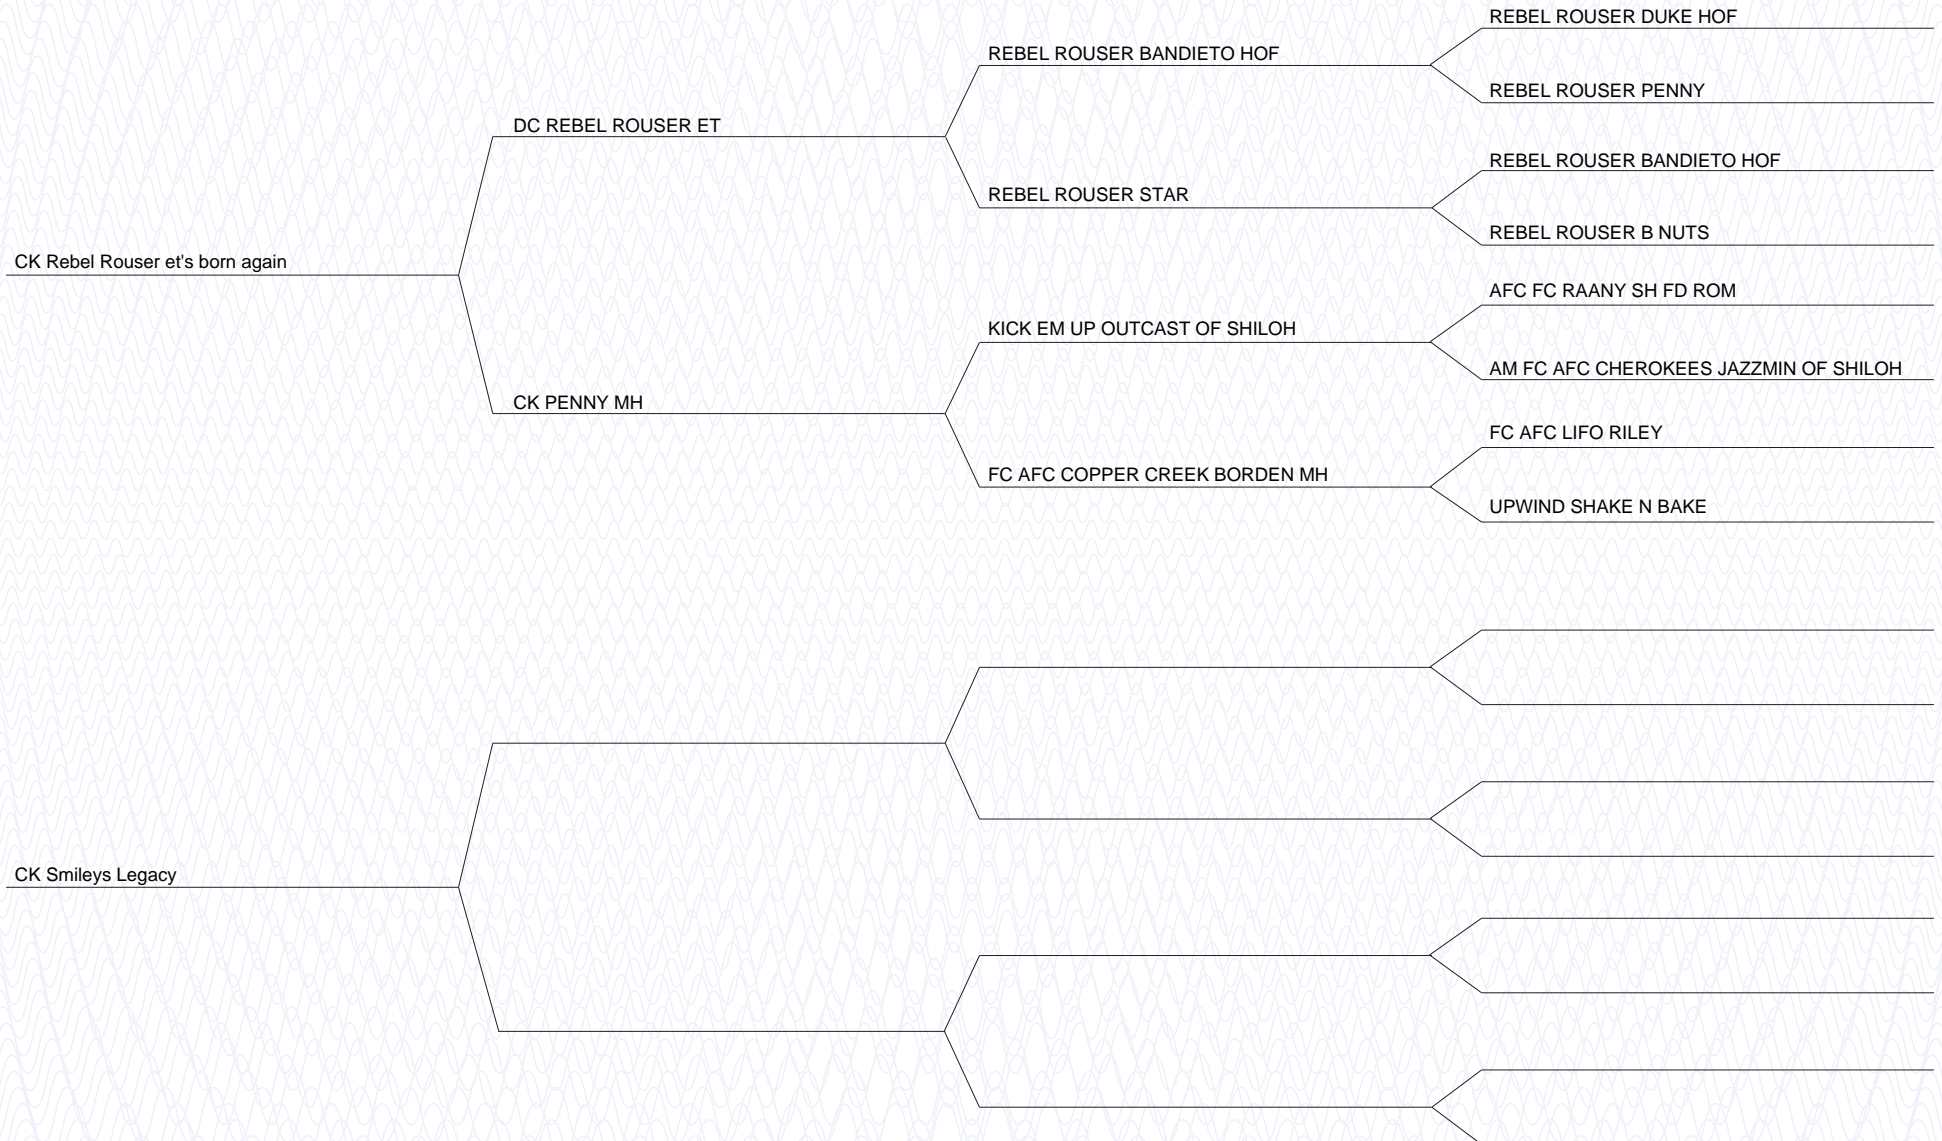 REBEL ROUSER DUKE HOF
REBEL ROUSER BANDIETO HOF
REBEL ROUSER PENNY
DC REBEL ROUSER ET
REBEL ROUSER BANDIETO HOF
REBEL ROUSER STAR
REBEL ROUSER B NUTS
CK Rebel Rouser et's born again
AFC FC RAANY SH FD ROM
KICK EM UP OUTCAST OF SHILOH
AM FC AFC CHEROKEES JAZZMIN OF SHILOH
CK PENNY MH
FC AFC LIFO RILEY
FC AFC COPPER CREEK BORDEN MH
UPWIND SHAKE N BAKE
CK Smileys Legacy